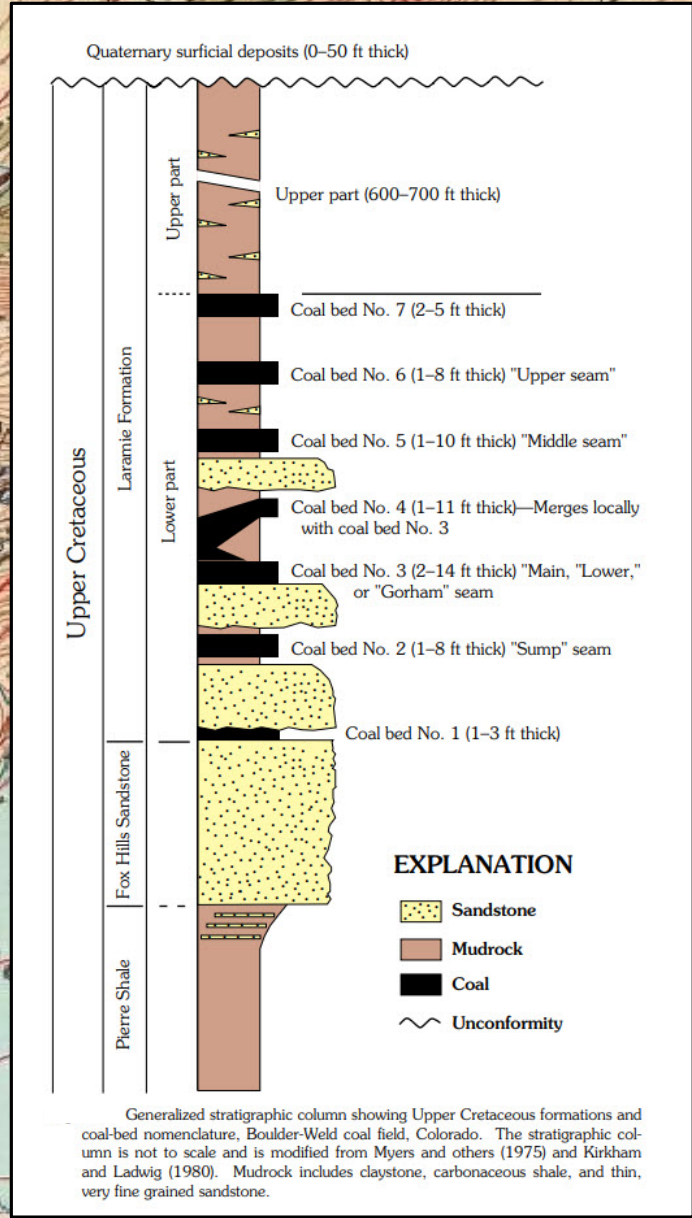 Quaternary surficial deposits (0–50 ft thick)
Upper part
Upper part (600–700 ft thick)
Coal bed No. 7 (2–5 ft thick)
Coal bed No. 6 (1–8 ft thick) "Upper seam"
Coal bed No. 5 (1–10 ft thick) "Middle seam"
Coal bed No. 4 (1–11 ft thick)—Merges locally
with coal bed No. 3
Coal bed No. 3 (2–14 ft thick) "Main, "Lower,"
or "Gorham" seam
Coal bed No. 2 (1–8 ft thick) "Sump" seam
Coal bed No. 1 (1–3 ft thick)
Upper Cretaceous
Laramie Formation
Lower part
Fox Hills Sandstone
Pierre Shale
EXPLANATION
Sandstone
Mudrock
Coal
Unconformity
Generalized stratigraphic column showing Upper Cretaceous formations and
coal-bed nomenclature, Boulder-Weld coal field, Colorado. The stratigraphic col-
umn is not to scale and is modified from Myers and others (1975) and Kirkham
and Ladwig (1980). Mudrock includes claystone, carbonaceous shale, and thin,
very fine grained sandstone.